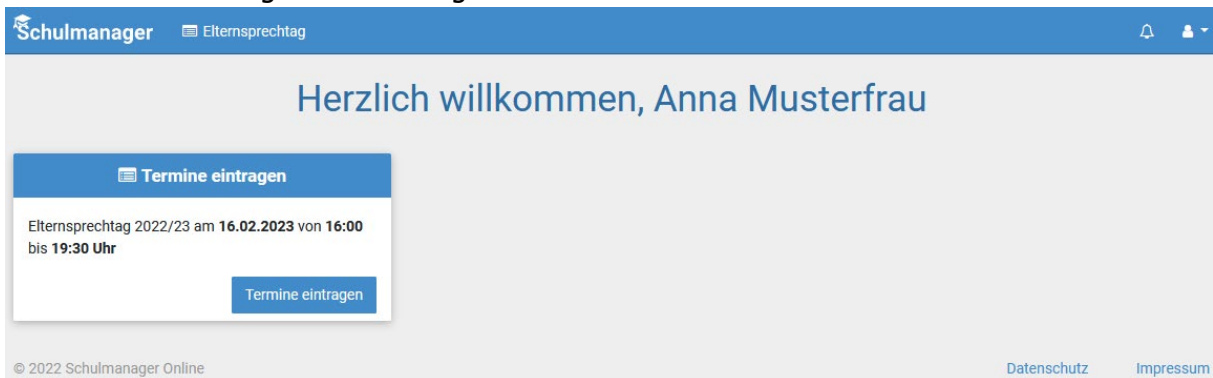 Schulmanager Elternsprechtag
Herzlich willkommen, Anna Musterfrau
Termine eintragen
Elternsprechtag 2022/23 am 16.02.2023 von 16:00
bis 19:30 Uhr
Termine eintragen
© 2022 Schulmanager Online Datenschutz Impressum